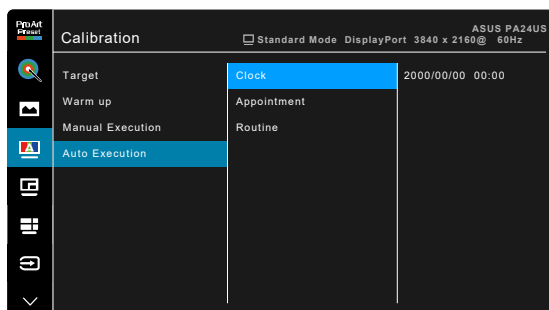 ProArt
Preset
Calibration
ASUS PA24US
Standard Mode DisplayPort 3840 x 2160@ 60Hz
Target
Clock
2000/00/00 00:00
Warm up
Appointment
Manual Execution
Routine
Auto Execution